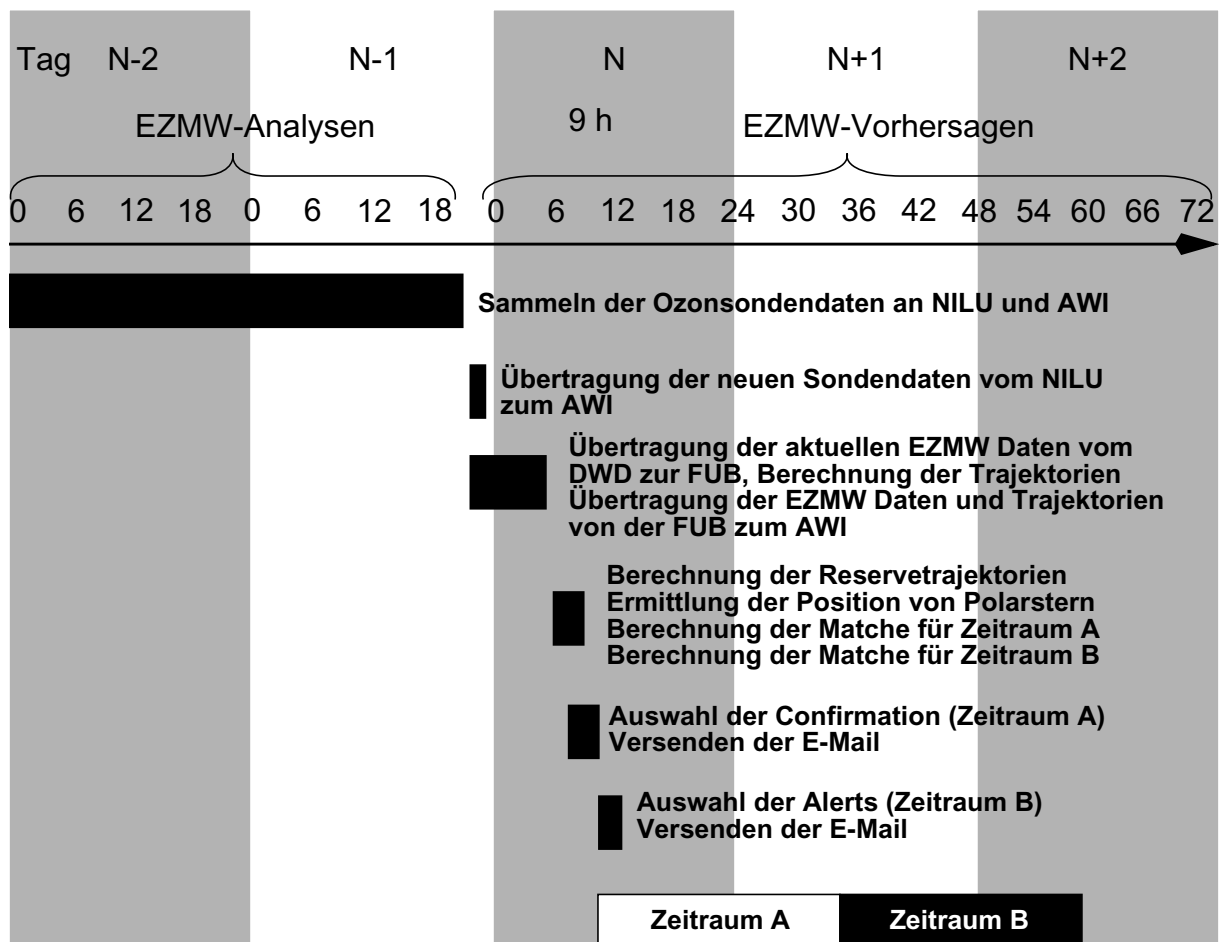 Tag N-2 N-1 N N+1 N+2
EZMW-Analysen 9 h EZMW-Vorhersagen
0 6 12 18 0 6 12 18 0 6 12 18 24 30 36 42 48 54 60 66 72
Sammeln der Ozonsondendaten an NILU und AWI
Übertragung der neuen Sondendaten vom NILU
zum AWI
Übertragung der aktuellen EZMW Daten vom
DWD zur FUB, Berechnung der Trajektorien
Übertragung der EZMW Daten und Trajektorien
von der FUB zum AWI
Berechnung der Reservetrajektorien
Ermittlung der Position von Polarstern
Berechnung der Matche für Zeitraum A
Berechnung der Matche für Zeitraum B
Auswahl der Confirmation (Zeitraum A)
Versenden der E-Mail
Auswahl der Alerts (Zeitraum B)
Versenden der E-Mail
Zeitraum A Zeitraum B